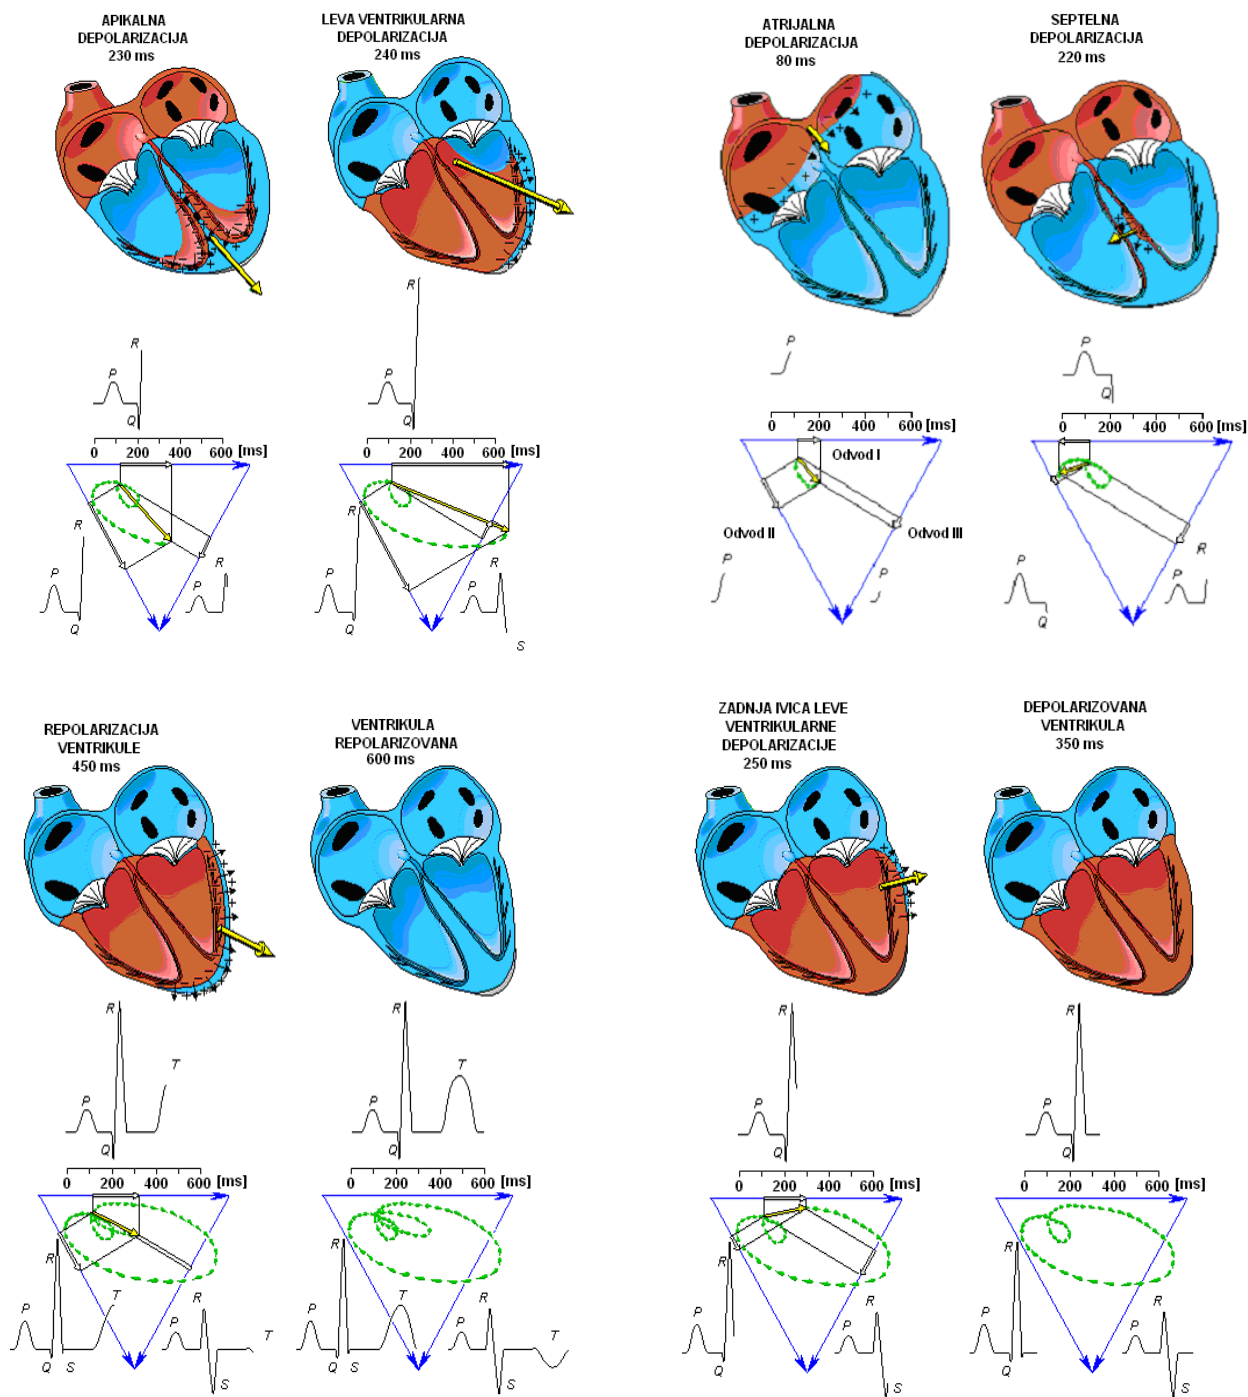 APIKALNA
DEPOLARIZACIJA
230 ms
LEVA VENTRIKULARNA
DEPOLARIZACIJA
240 ms
ATRIJALNA
DEPOLARIZACIJA
80 ms
SEPTELNA
DEPOLARIZACIJA
220 ms
R
P
Q
R
P
Q
P
P
Q
0 200 400 600 [ms]
0 200 400 600 [ms]
0 200 400 600 [ms]
0 200 400 600 [ms]
Odvod I
Odvod II
Odvod III
R
P
Q
R
P
R
P
Q
R
P
S
P
P
P
Q
R
P
REPOLARIZACIJA
VENTRIKULE
450 ms
VENTRIKULA
REPOLARIZOVANA
600 ms
ZADNJA IVICA LEVE
VENTRIKULARNE
DEPOLARIZACIJE
250 ms
DEPOLARIZOVANA
VENTRIKULA
350 ms
R
T
P
Q
R
T
P
Q
R
P
Q
R
P
Q
0 200 400 600 [ms]
0 200 400 600 [ms]
0 200 400 600 [ms]
0 200 400 600 [ms]
R
P
T
Q S
R
P
T
S
R
P
T
Q S
R
P
T
S
R
P
Q
R
P
S
R
P
Q
R
P
S